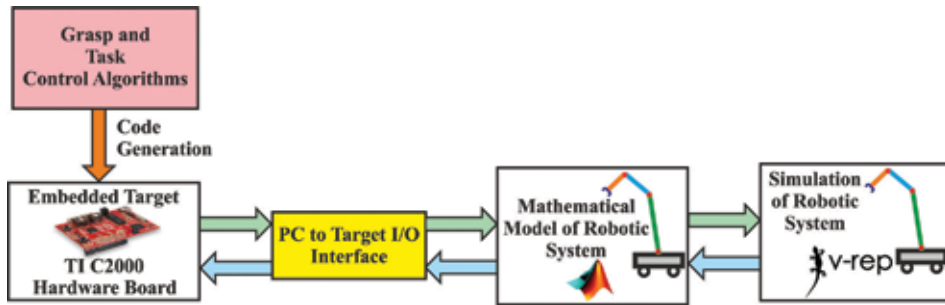 Grasp and
Task
Control Algorithms
Code
Generation
Embedded Target
TI C2000
Hardware Board
PC to Target I/O
Interface
Mathematical
Model of Robotic
System
Simulation
of Robotic
System
v-rep